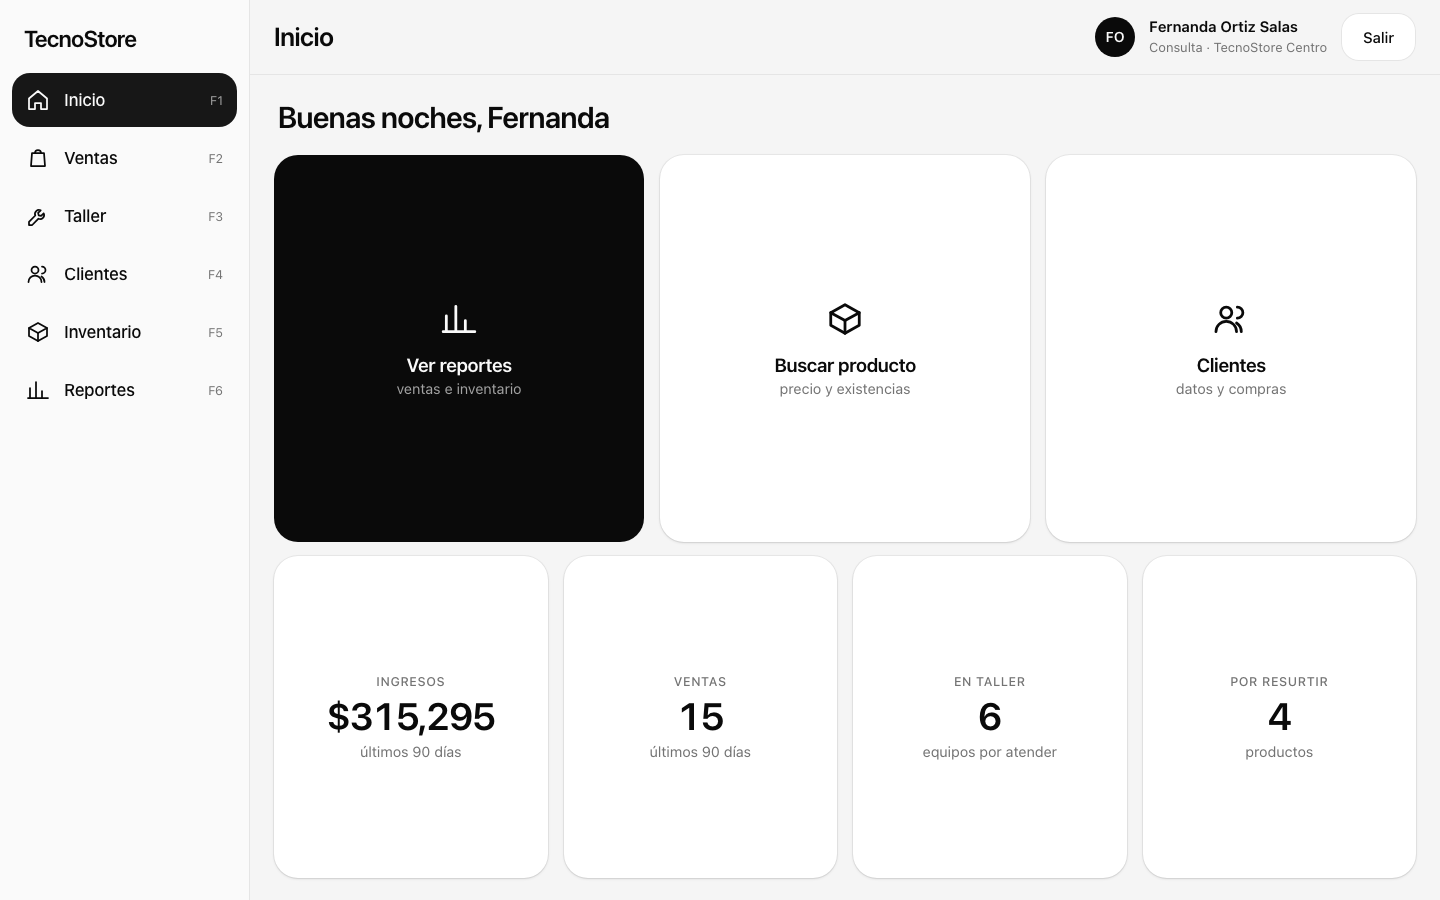 TecnoStore
Inicio F1
Ventas F2
Taller F3
Clientes F4
Inventario F5
Reportes F6
Inicio
FO
Fernanda Ortiz Salas
Consulta · TecnoStore Centro
Salir
Buenas noches, Fernanda
Ver reportes
ventas e inventario
Buscar producto
precio y existencias
Clientes
datos y compras
INGRESOS
$315,295
últimos 90 días
VENTAS
15
últimos 90 días
EN TALLER
6
equipos por atender
POR RESURTIR
4
productos